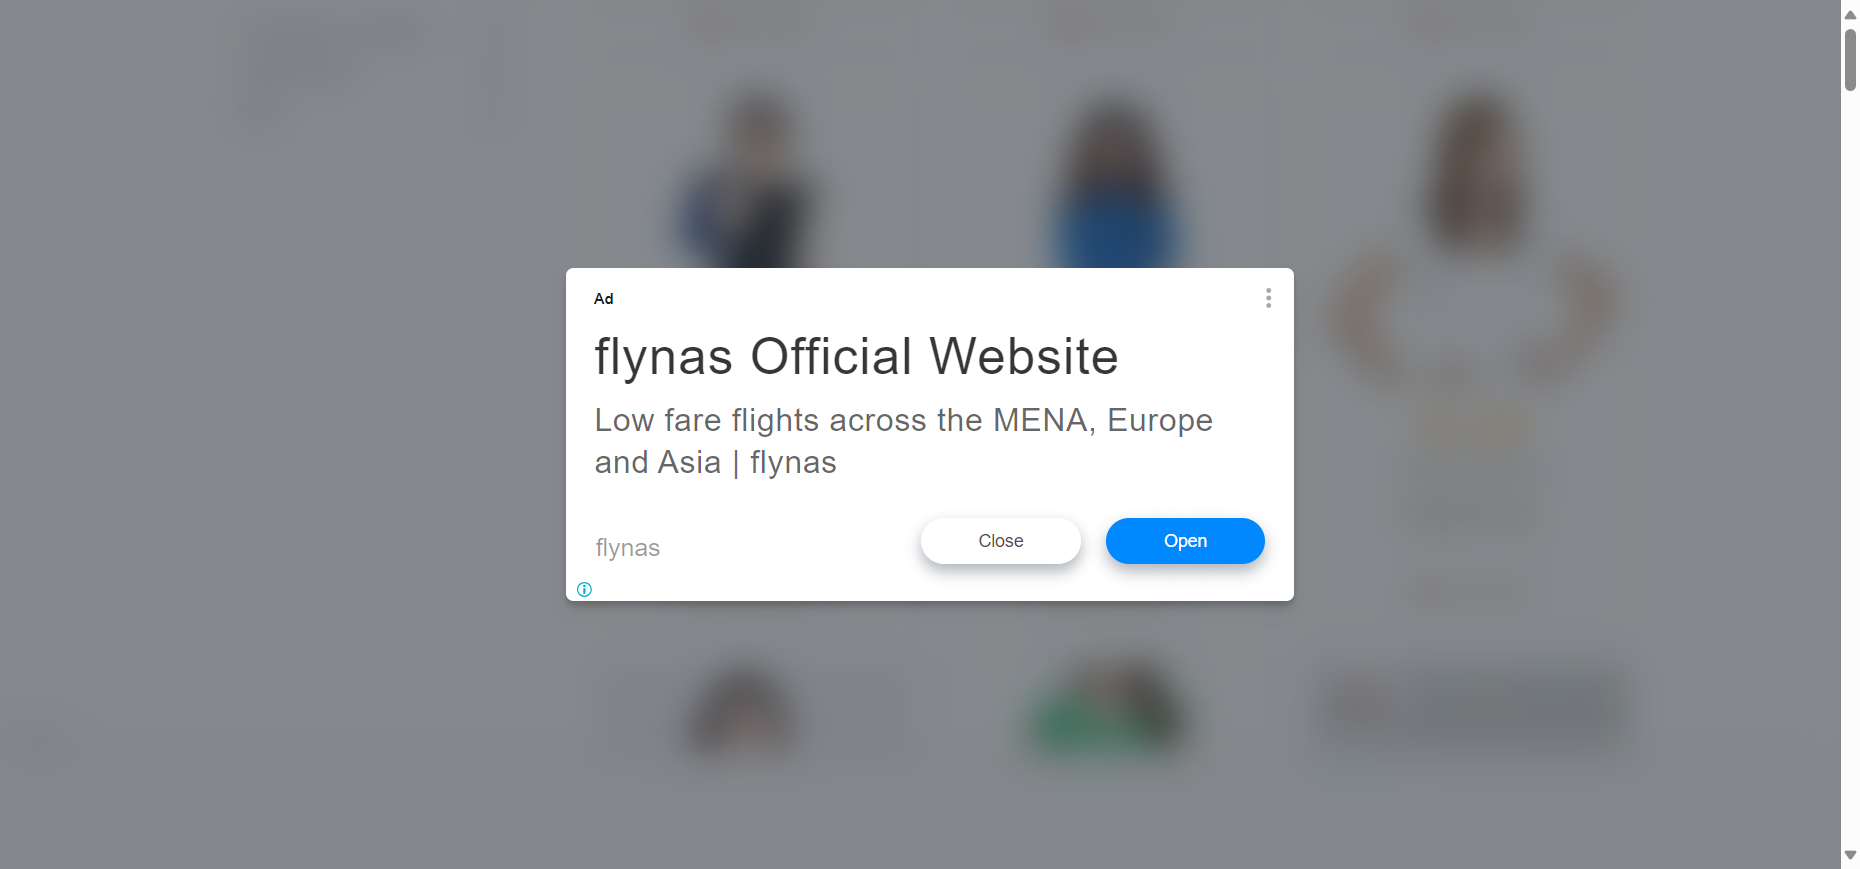 Ad
flynas Official Website
Low fare flights across the MENA, Europe
and Asia | flynas
flynas
Close
Open